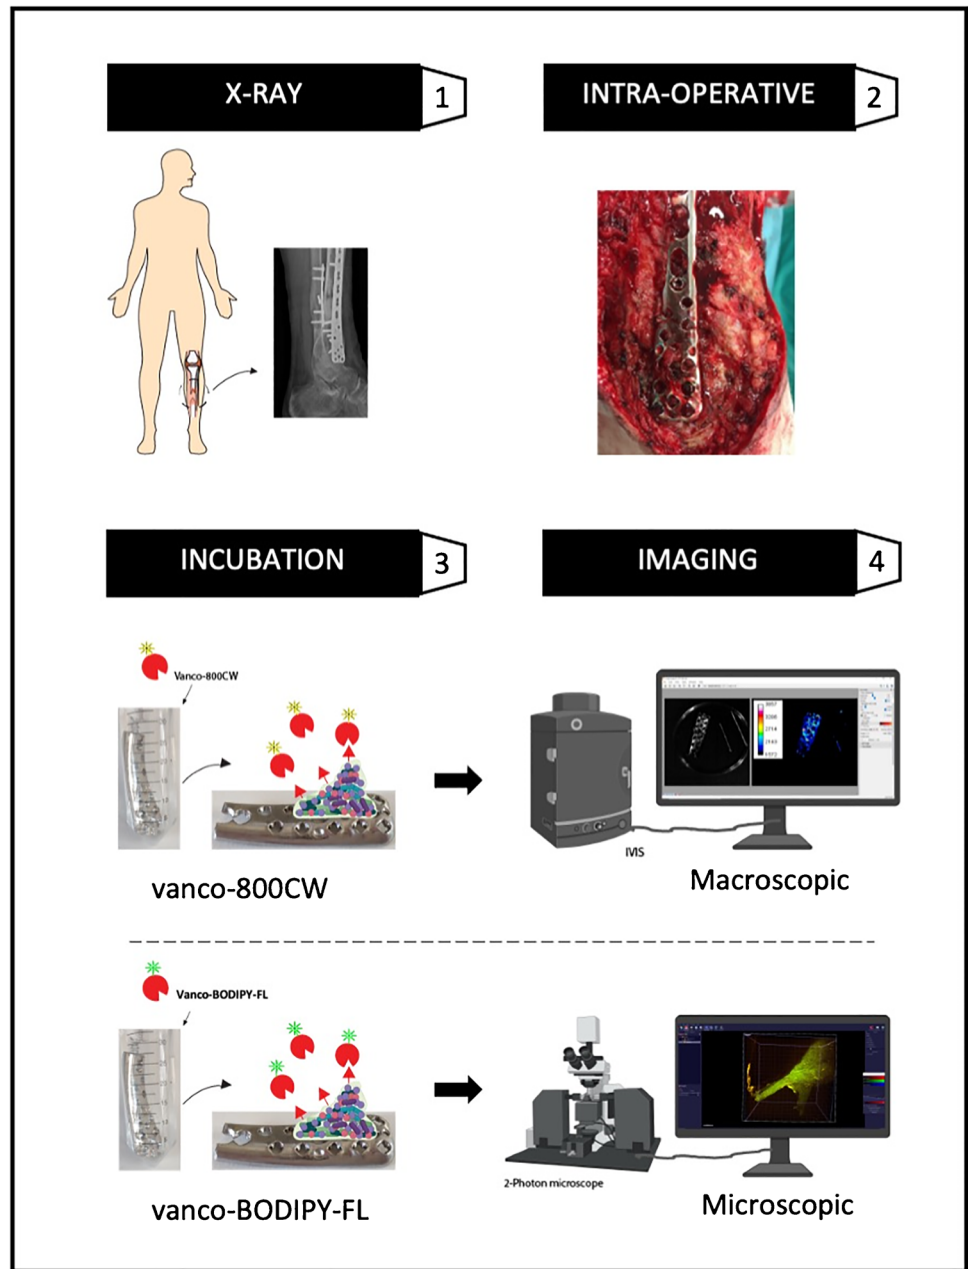 X-RAY 1
INTRA-OPERATIVE 2
INCUBATION 3
IMAGING 4
Vanco-800CW
vanco-800CW
IVIS
Macroscopic
Vanco-BODIPY-FL
vanco-BODIPY-FL
2-Photon microscope
Microscopic